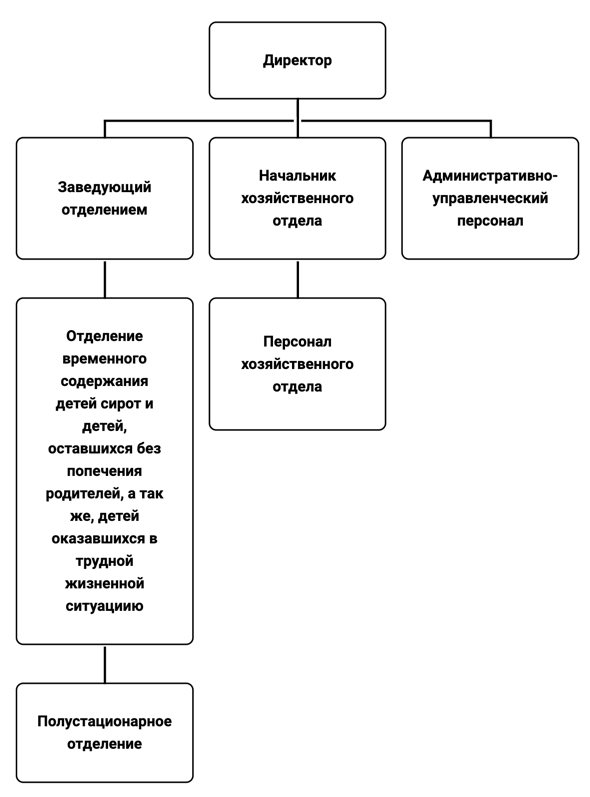 Директор
Заведующий
отделением
Начальник
хозяйственного
отдела
Административно-
управленческий
персонал
Отделение
временного
содержания
детей сирот и
детей,
оставшихся без
попечения
родителей, а так
же, детей
оказавшихся в
трудной
жизненной
ситуациию
Персонал
хозяйственного
отдела
Полустационарное
отделение